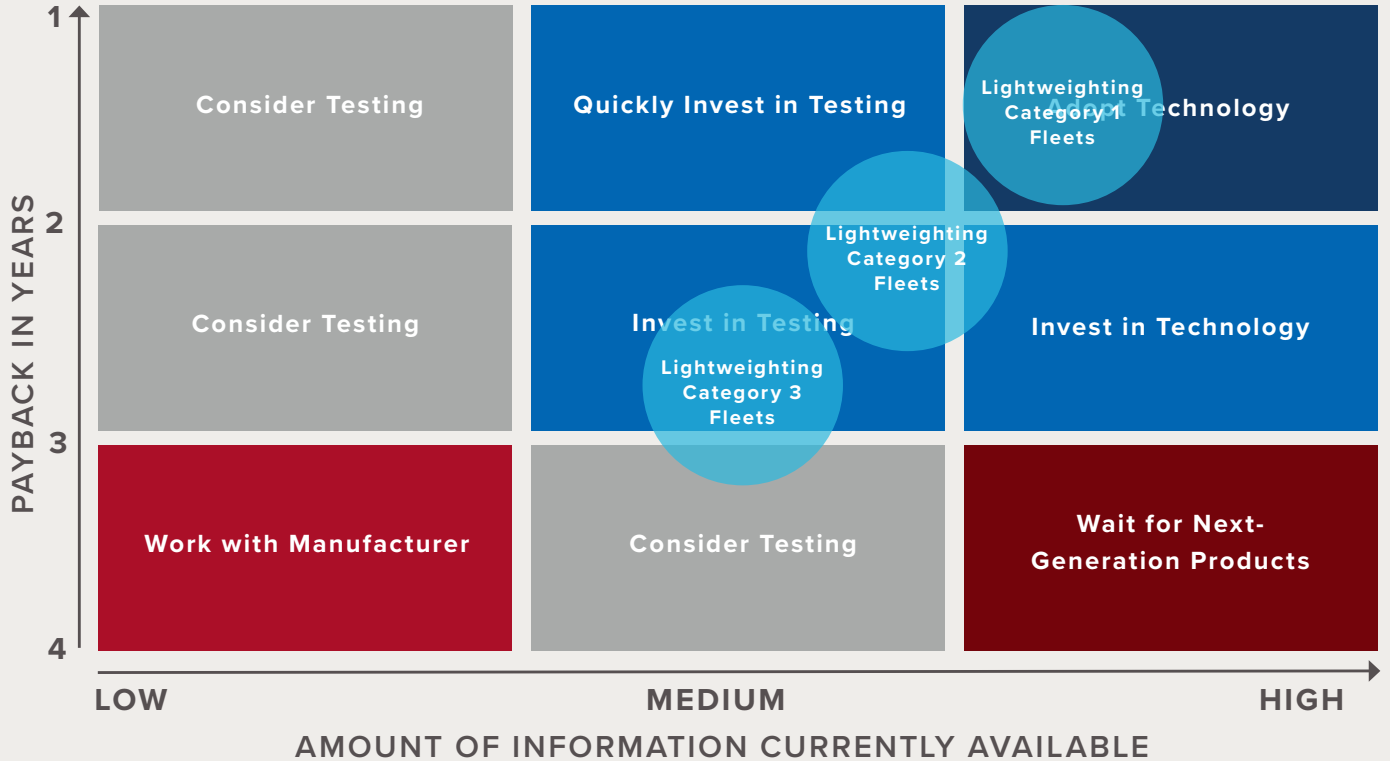 1
Consider Testing
Quickly Invest in Testing
Adopt Technology
Lightweighting
Category 1
Fleets
PAYBACK IN YEARS
2
Lightweighting
Category 2
Fleets
Consider Testing
Invest in Testing
Invest in Technology
Lightweighting
Category 3
Fleets
3
Work with Manufacturer
Consider Testing
Wait for Next-
Generation Products
4
LOW
MEDIUM
HIGH
AMOUNT OF INFORMATION CURRENTLY AVAILABLE